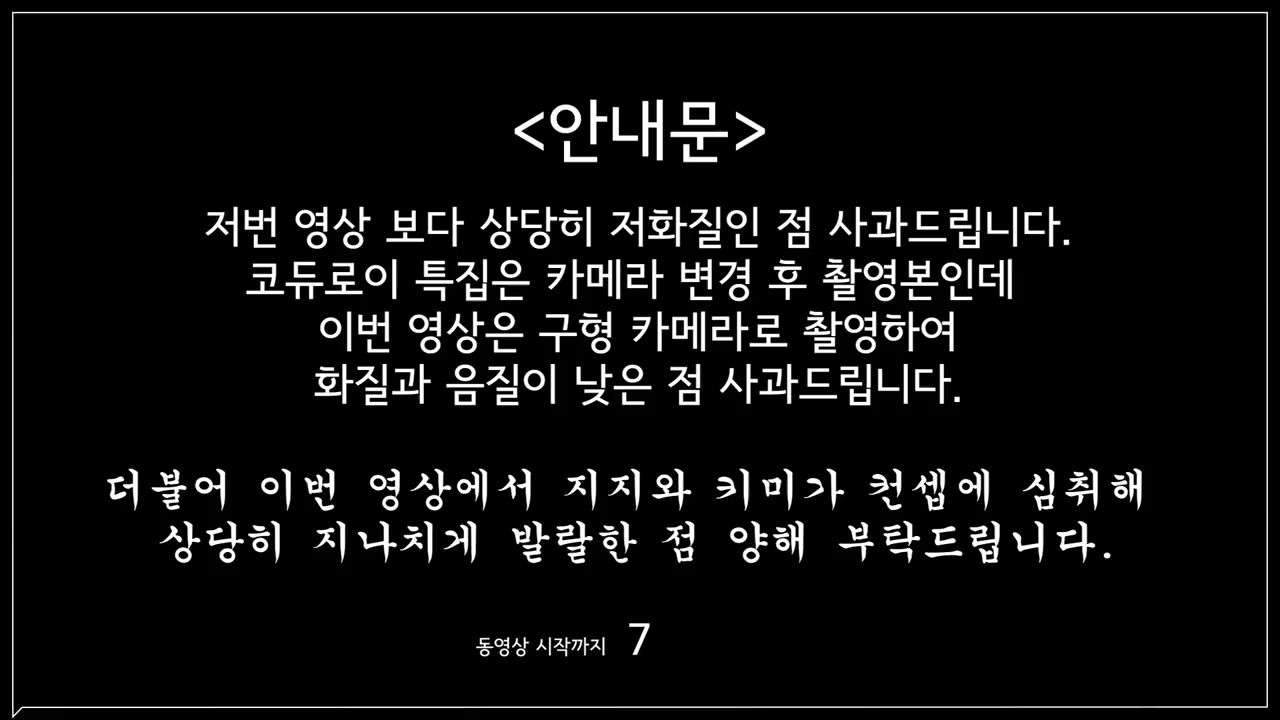 <안내문>
저번 영상 보다 상당히 저화질인 점 사과드립니다.
코듀로이 특집은 카메라 변경 후 촬영본인데
이번 영상은 구형 카메라로 촬영하여
화질과 음질이 낮은 점 사과드립니다.
더불어 이번 영상에서 지지와 키미가 컨셉에 심취해
상당히 지나치게 발랄한 점 양해 부탁드립니다.
동영상 시작까지 7